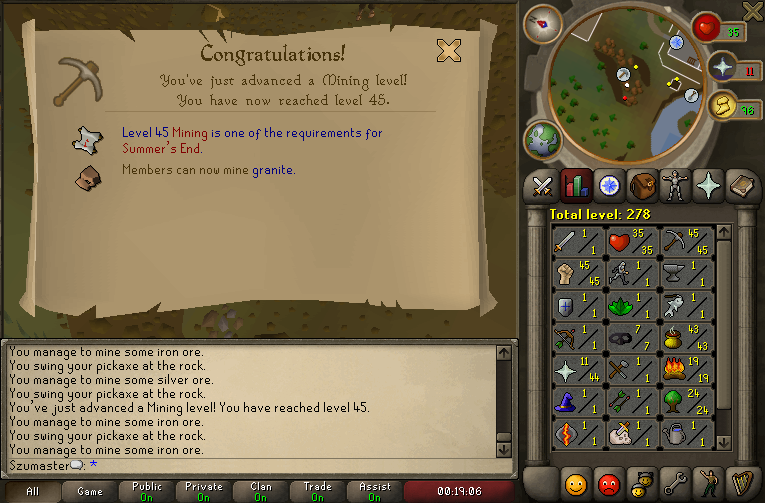 Congratulations!
You've just advanced a Mining level!
You have now reached level 45.
Level 45 Mining is one of the requirements for
Summer's End.
Members can now mine granite.
35
11
96
Total level: 278
1 1 35 35 45 45
45 45 1 1 1 1
1 1 1 1 1 1
1 1 7 7 43 43
11 44 1 1 19 19
1 1 1 1 24 24
1 1 1 1 1 1
You manage to mine some iron ore.
You swing your pickaxe at the rock.
You manage to mine some silver ore.
You swing your pickaxe at the rock.
You've just advanced a Mining level! You have reached level 45.
You manage to mine some iron ore.
You swing your pickaxe at the rock.
You manage to mine some iron ore.
Szumaster: *
All Game Public On Private On Clan On Trade On Assist On 00:19:06